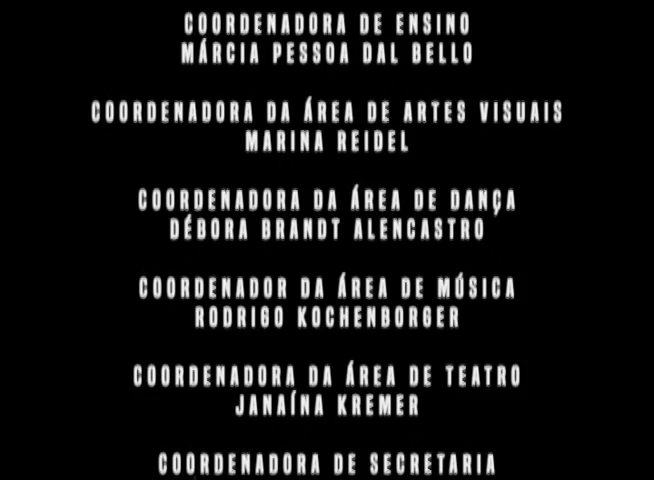 COORDENADORA DE ENSINO
MÁRCIA PESSOA DAL BELLO
COORDENADORA DA ÁREA DE ARTES VISUAIS
MARINA REIDEL
COORDENADORA DA ÁREA DE DANÇA
DÉBORA BRANDT ALENCASTRO
COORDENADOR DA ÁREA DE MÚSICA
RODRIGO KOCHENBORGER
COORDENADORA DA ÁREA DE TEATRO
JANAÍNA KREMER
COORDENADORA DE SECRETARIA